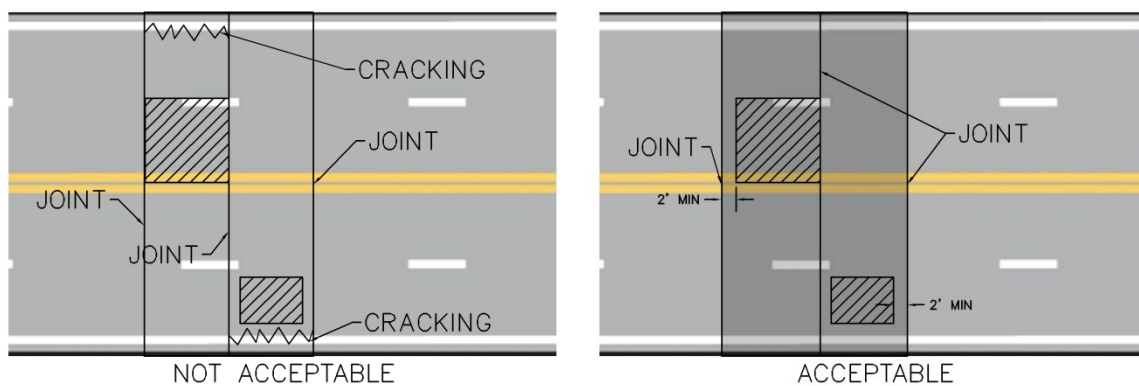 CRACKING
JOINT
JOINT
JOINT
CRACKING
NOT ACCEPTABLE
JOINT
JOINT
2' MIN
2' MIN
ACCEPTABLE